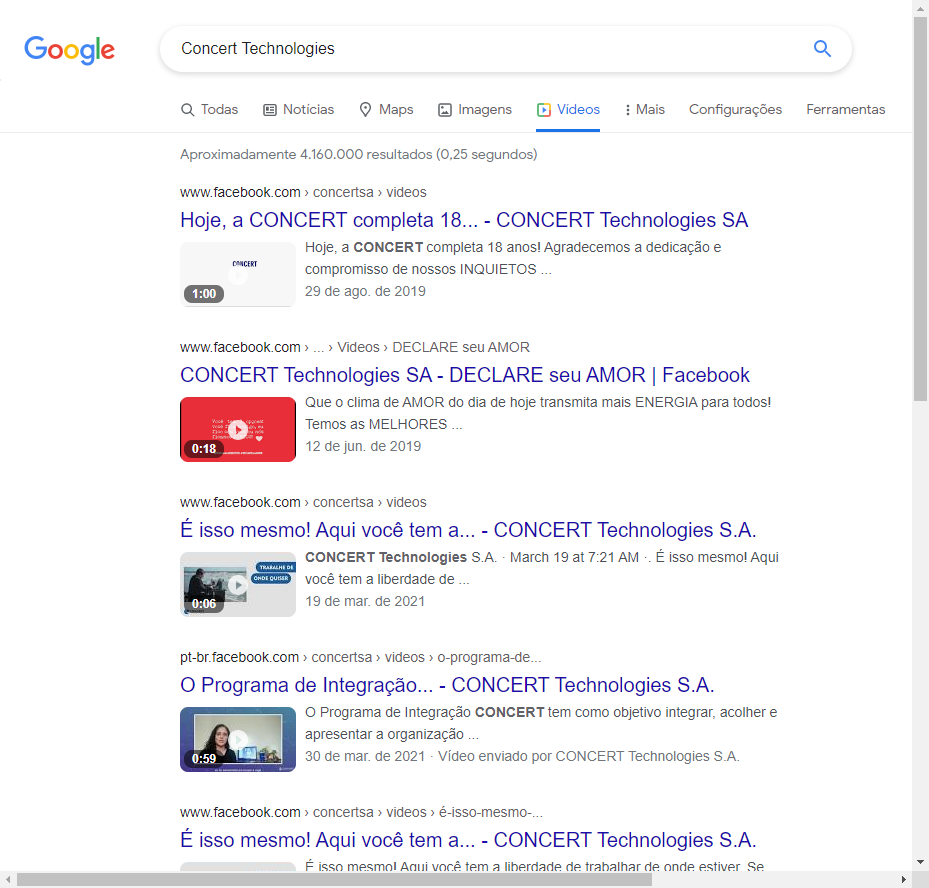 Google
Concert Technologies
Todas Notícias Maps Imagens Vídeos Mais Configurações Ferramentas
Aproximadamente 4.160.000 resultados (0,25 segundos)
www.facebook.com › concertsa › videos
Hoje, a CONCERT completa 18... - CONCERT Technologies SA
CONCERT
1:00
Hoje, a CONCERT completa 18 anos! Agradecemos a dedicação e
compromisso de nossos INQUIETOS ...
29 de ago. de 2019
www.facebook.com › ... › Videos › DECLARE seu AMOR
CONCERT Technologies SA - DECLARE seu AMOR | Facebook
0:18
Que o clima de AMOR do dia de hoje transmita mais ENERGIA para todos!
Temos as MELHORES ...
12 de jun. de 2019
www.facebook.com › concertsa › videos
É isso mesmo! Aqui você tem a... - CONCERT Technologies S.A.
TRABALHE DE
ONDE QUISER
0:06
CONCERT Technologies S.A. · March 19 at 7:21 AM ·. É isso mesmo! Aqui
você tem a liberdade de ...
19 de mar. de 2021
pt-br.facebook.com › concertsa › videos › o-programa-de...
O Programa de Integração... - CONCERT Technologies S.A.
0:59
O Programa de Integração CONCERT tem como objetivo integrar, acolher e
apresentar a organização ...
30 de mar. de 2021 · Vídeo enviado por CONCERT Technologies S.A.
www.facebook.com › concertsa › videos › é-isso-mesmo-...
É isso mesmo! Aqui você tem a... - CONCERT Technologies S.A.
É isso mesmo! Aqui você tem a liberdade de trabalhar de onde estiver. Se